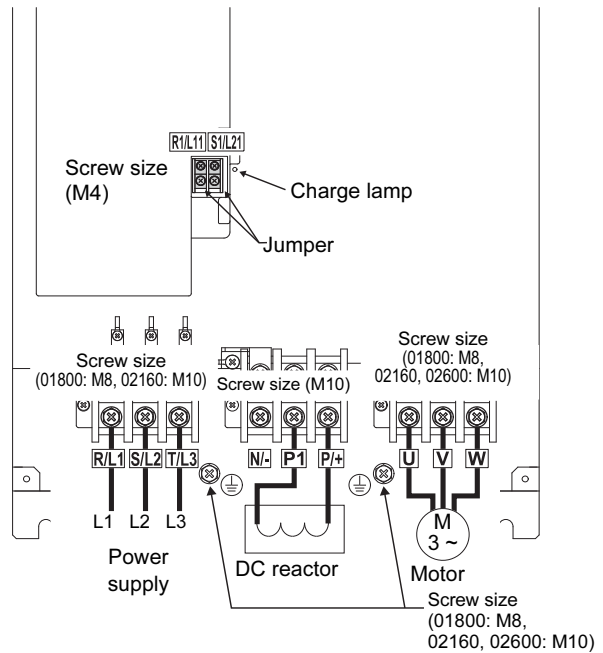 R1/L11 S1/L21
Screw size
(M4)
Charge lamp
Jumper
Screw size
(01800: M8, 02160: M10)
Screw size (M10)
Screw size
(01800: M8,
02160, 02600: M10)
R/L1 S/L2 T/L3
N/- P1 P/+
U V W
L1 L2 L3
Power
supply
DC reactor
M
3 ~
Motor
Screw size
(01800: M8,
02160, 02600: M10)